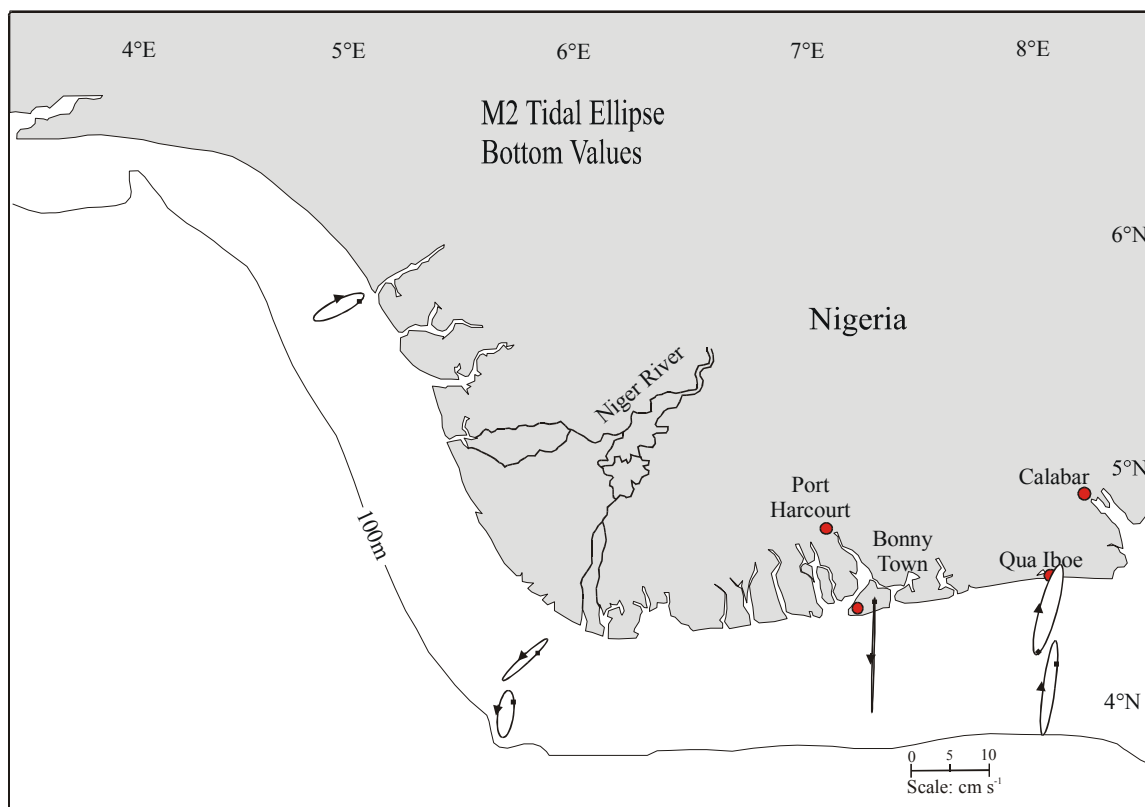 4°E
5°E
6°E
7°E
8°E
M2 Tidal Ellipse
Bottom Values
6°N
Nigeria
Niger River
5°N
Calabar
Port
Harcourt
100m
Bonny
Town
Qua Iboe
4°N
0 5 10
Scale: cm s⁻¹